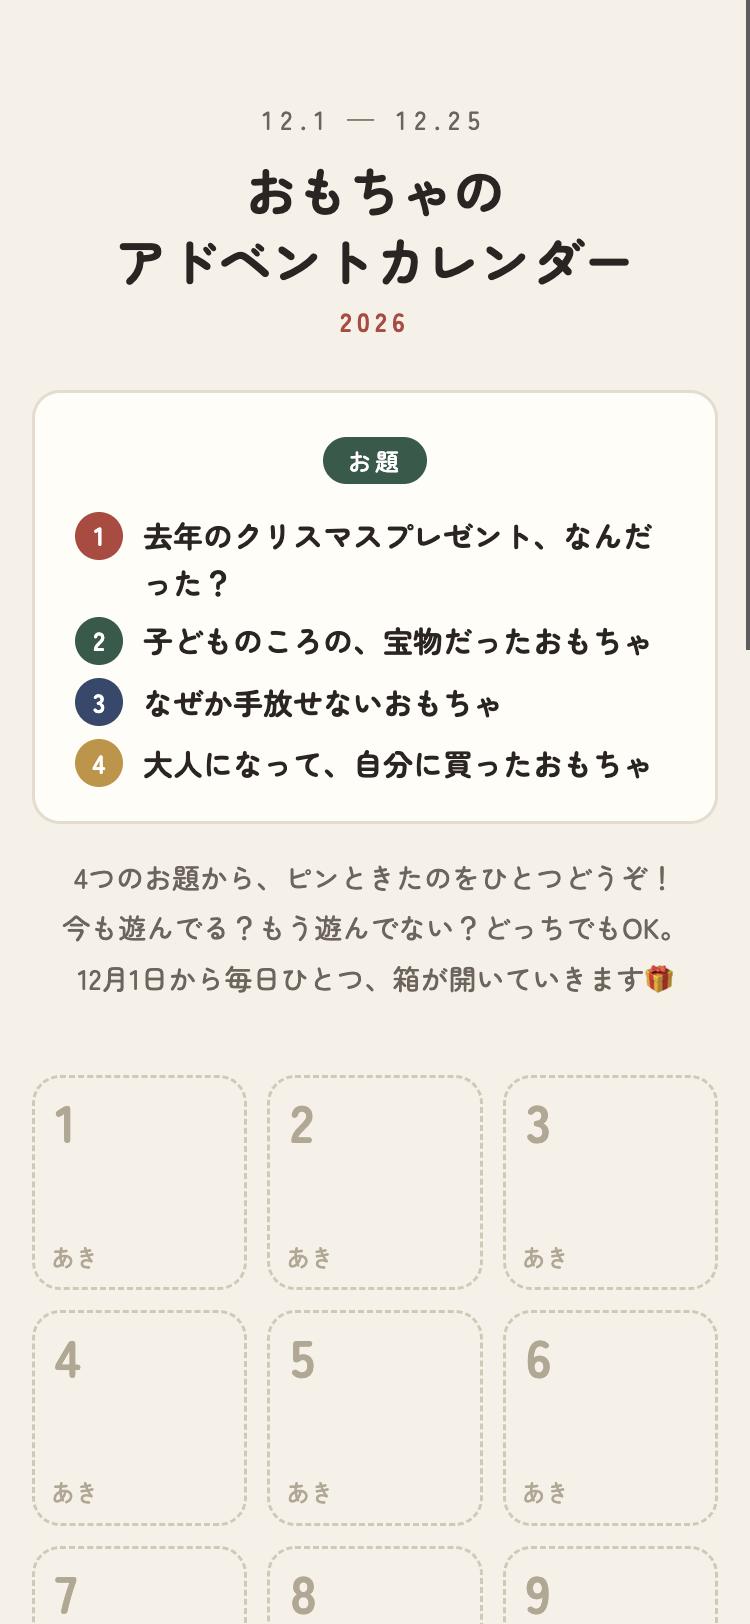 12.1 — 12.25
おもちゃの
アドベントカレンダー
2026
お題
1 去年のクリスマスプレゼント、なんだ
った？
2 子どものころの、宝物だったおもちゃ
3 なぜか手放せないおもちゃ
4 大人になって、自分に買ったおもちゃ
4つのお題から、ピンときたのをひとつどうぞ！
今も遊んでる？もう遊んでない？どっちでもOK。
12月1日から毎日ひとつ、箱が開いていきます🎁
1 2 3
あき あき あき
4 5 6
あき あき あき
7 8 9